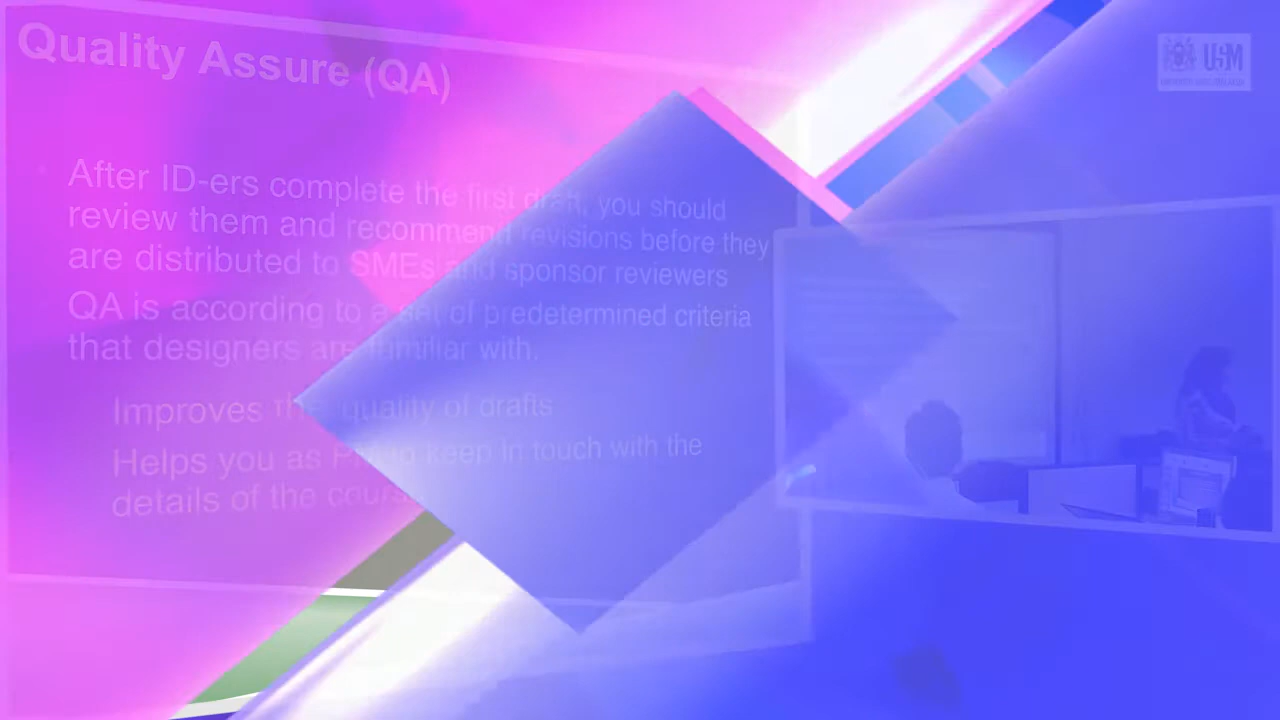 Quality Assure (QA)
USM
After ID-ers complete the first draft, you should
review them and recommend revisions before they
are distributed to SMEs and sponsor reviewers
QA is according to a set of predetermined criteria
that designers are familiar with.
Improves the quality of drafts
Helps you as PM to keep in touch with the
details of the course